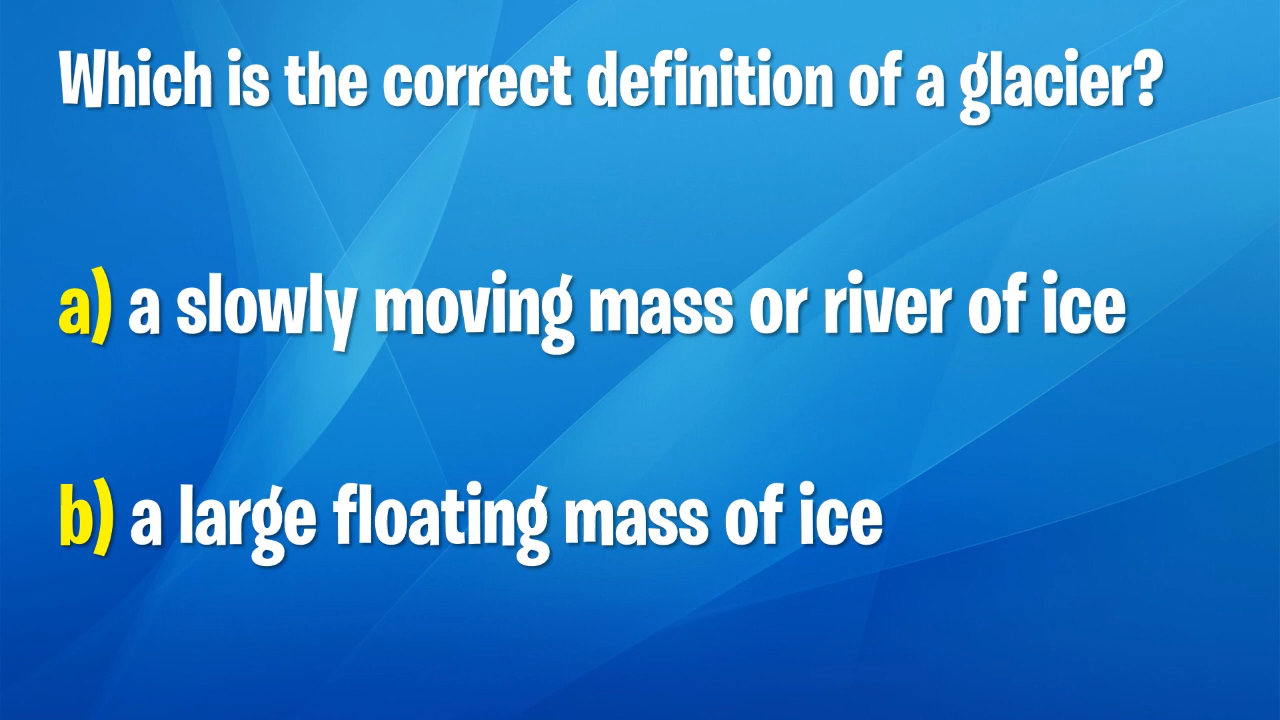 Which is the correct definition of a glacier?
a) a slowly moving mass or river of ice
b) a large floating mass of ice